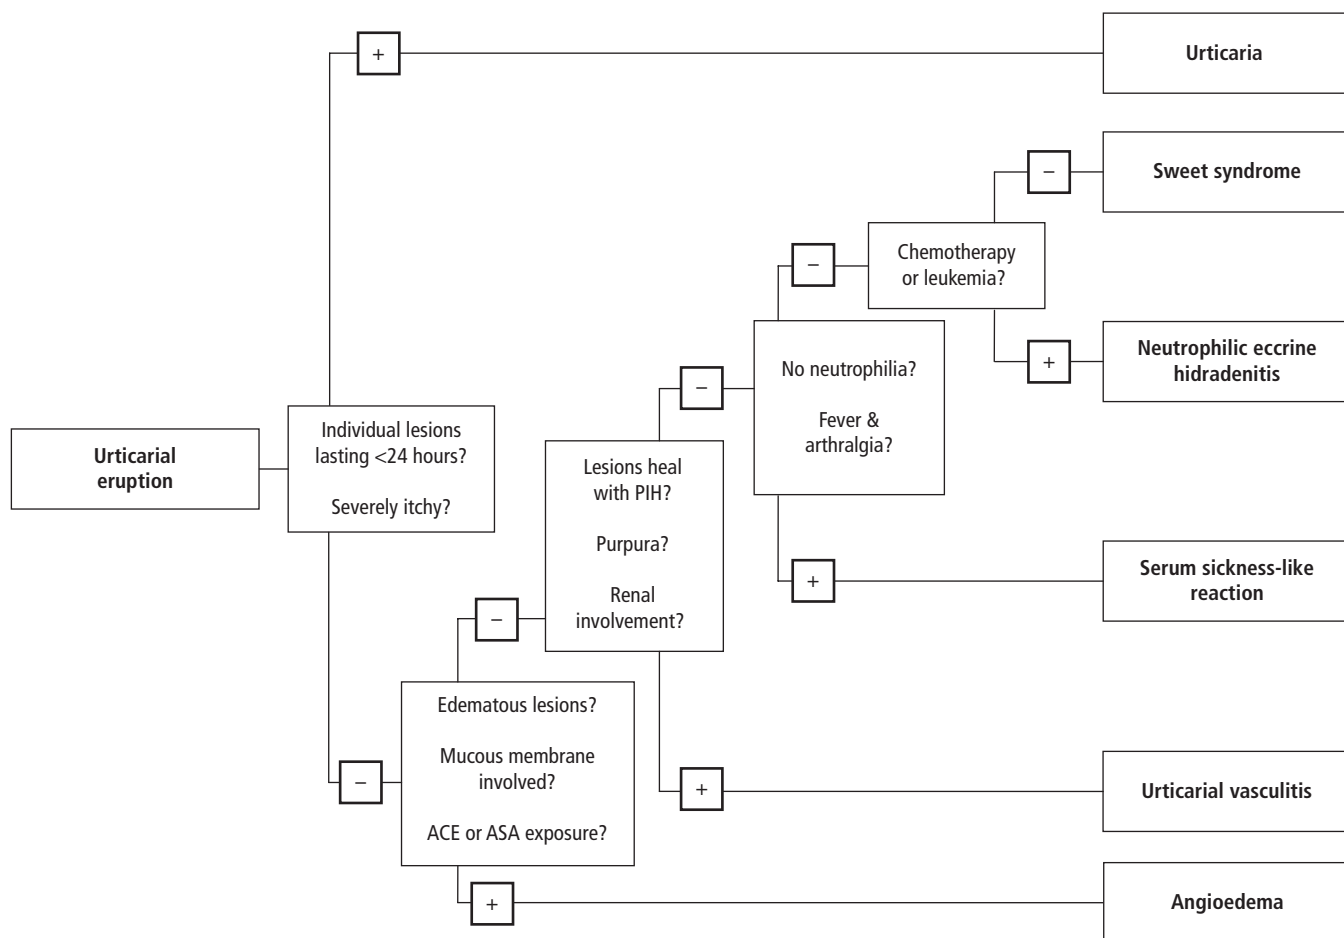 +
Urticaria
−
Sweet syndrome
−
Chemotherapy
or leukemia?
+
Neutrophilic eccrine
hidradenitis
−
No neutrophilia?
Fever &
arthralgia?
Urticarial
eruption
Individual lesions
lasting <24 hours?
Severely itchy?
Lesions heal
with PIH?
Purpura?
Renal
involvement?
+
Serum sickness-like
reaction
−
Edematous lesions?
Mucous membrane
involved?
ACE or ASA exposure?
−
+
Urticarial vasculitis
+
Angioedema